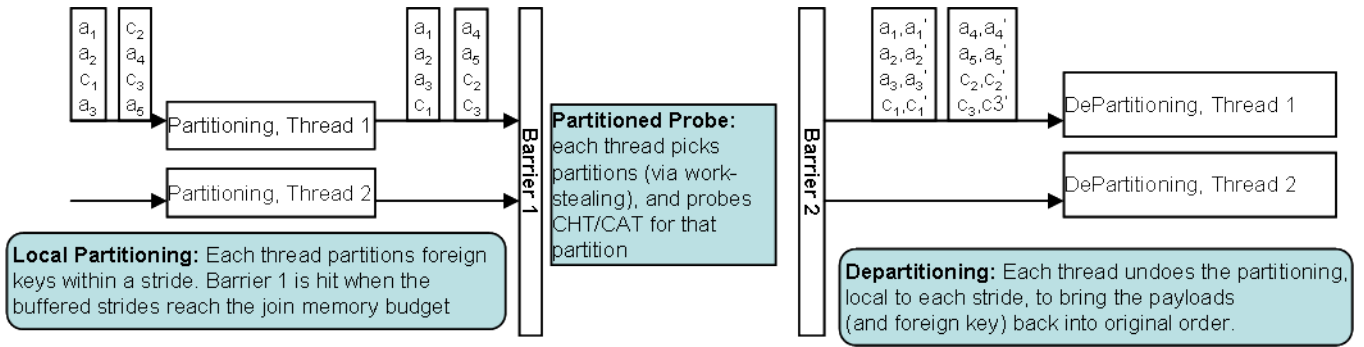 a₁ c₂
a₂ a₄
c₁ c₃
a₃ a₅
Partitioning, Thread 1
Partitioning, Thread 2
a₁ a₄
a₂ a₅
a₃ c₂
c₁ c₃
Local Partitioning: Each thread partitions foreign
keys within a stride. Barrier 1 is hit when the
buffered strides reach the join memory budget
Barrier 1
Partitioned Probe:
each thread picks
partitions (via work-
stealing), and probes
CHT/CAT for that
partition
Barrier 2
a₁,a₁' a₄,a₄'
a₂,a₂' a₅,a₅'
a₃,a₃' c₂,c₂'
c₁,c₁' c₃,c3'
DePartitioning, Thread 1
DePartitioning, Thread 2
Departitioning: Each thread undoes the partitioning,
local to each stride, to bring the payloads
(and foreign key) back into original order.